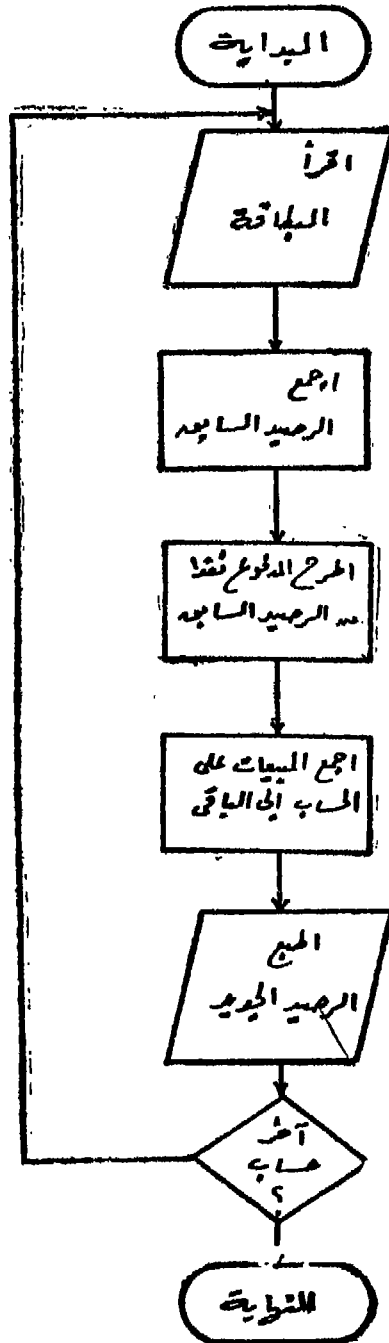 البداية
اقرأ
البطاقة
اجمع
الرصيد السابق
اطرح المدفوع نقدا
من الرصيد السابق
اجمع المبيعات على
الحساب إلى الباقي
اطبع
الرصيد الجديد
آخر
حساب
؟
النهاية